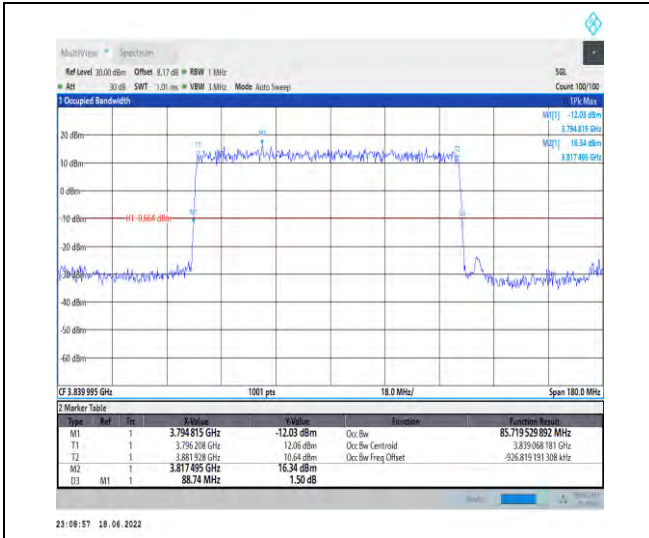 MultiView Spectrum
Ref Level 30.00 dBm Offset 8.17 dB RBW 1 MHz SGL
Att 30 dB SWT 1.01 ms VBW 3 MHz Mode Auto Sweep Count 100/100
1 Occupied Bandwidth 1Pk Max
M1[1] -12.03 dBm
3.794 815 GHz
M2[1] 16.34 dBm
3.817 495 GHz
20 dBm
M2
T1
T2
10 dBm
0 dBm
M1
-10 dBm H1 -9.664 dBm
D3
-20 dBm
-30 dBm
-40 dBm
-50 dBm
-60 dBm
CF 3.839 995 GHz 1001 pts 18.0 MHz/ Span 180.0 MHz
2 Marker Table
Type Ref Trc X-Value Y-Value Function Function Result
M1 1 3.794 815 GHz -12.03 dBm Occ Bw 85.719 529 892 MHz
T1 1 3.796 208 GHz 12.06 dBm Occ Bw Centroid 3.839 068 181 GHz
T2 1 3.881 928 GHz 10.64 dBm Occ Bw Freq Offset -926.819 191 308 kHz
M2 1 3.817 495 GHz 16.34 dBm
D3 M1 1 88.74 MHz 1.50 dB
23:08:57 18.06.2022